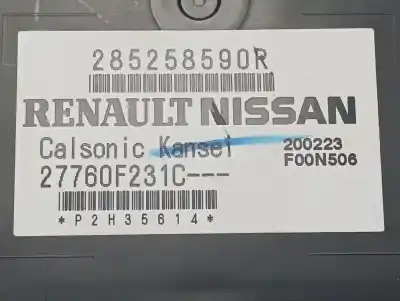 285258590R
RENAULT NISSAN
Calsonic Kansei 200223
F00N506
27760F231C---
*P2H35614*